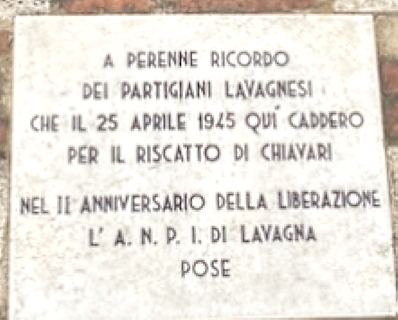 A PERENNE RICORDO
DEI PARTIGIANI LAVAGNESI
CHE IL 25 APRILE 1945 QUI CADDERO
PER IL RISCATTO DI CHIAVARI
NEL II ANNIVERSARIO DELLA LIBERAZIONE
L' A. N. P. I. DI LAVAGNA
POSE